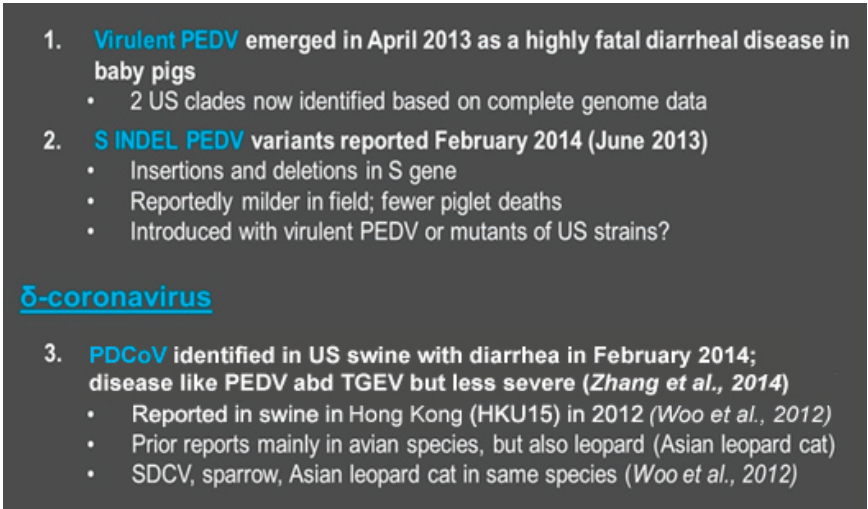 1. Virulent PEDV emerged in April 2013 as a highly fatal diarrheal disease in
baby pigs
• 2 US clades now identified based on complete genome data
2. S INDEL PEDV variants reported February 2014 (June 2013)
• Insertions and deletions in S gene
• Reportedly milder in field; fewer piglet deaths
• Introduced with virulent PEDV or mutants of US strains?
δ-coronavirus
3. PDCoV identified in US swine with diarrhea in February 2014;
disease like PEDV abd TGEV but less severe (Zhang et al., 2014)
• Reported in swine in Hong Kong (HKU15) in 2012 (Woo et al., 2012)
• Prior reports mainly in avian species, but also leopard (Asian leopard cat)
• SDCV, sparrow, Asian leopard cat in same species (Woo et al., 2012)